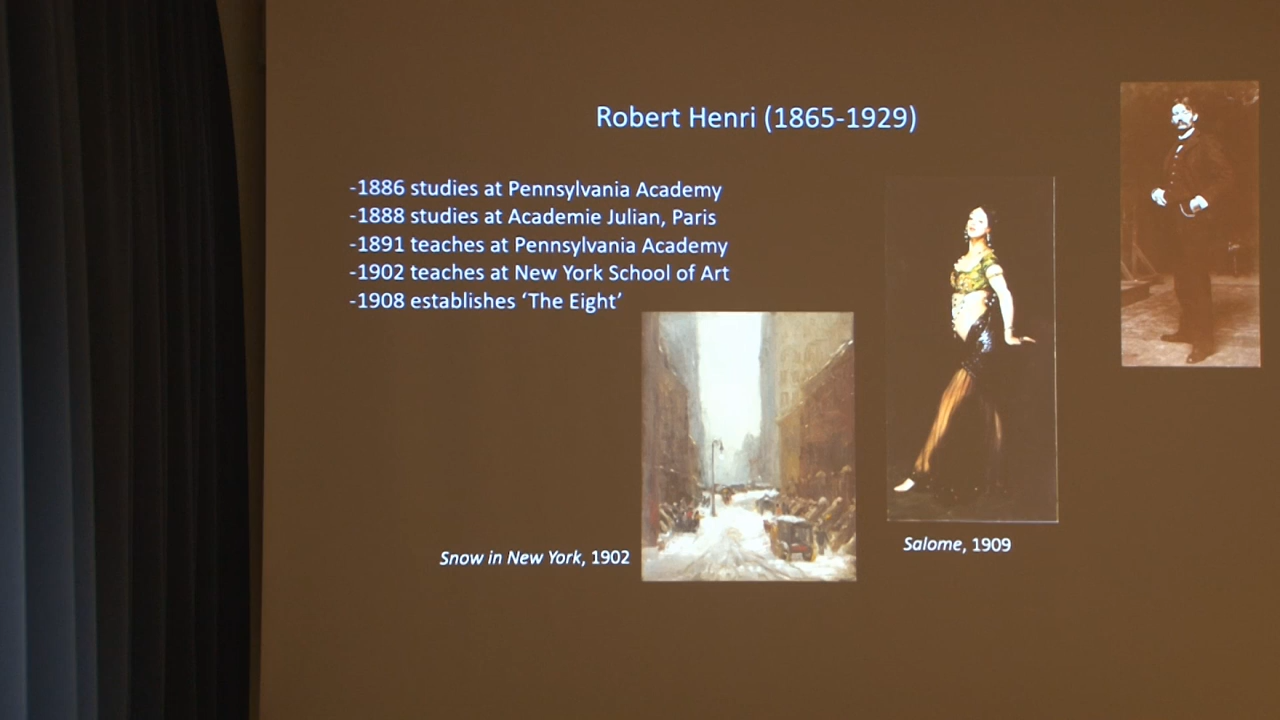 Robert Henri (1865-1929)
-1886 studies at Pennsylvania Academy
-1888 studies at Academie Julian, Paris
-1891 teaches at Pennsylvania Academy
-1902 teaches at New York School of Art
-1908 establishes ‘The Eight’
Snow in New York, 1902
Salome, 1909